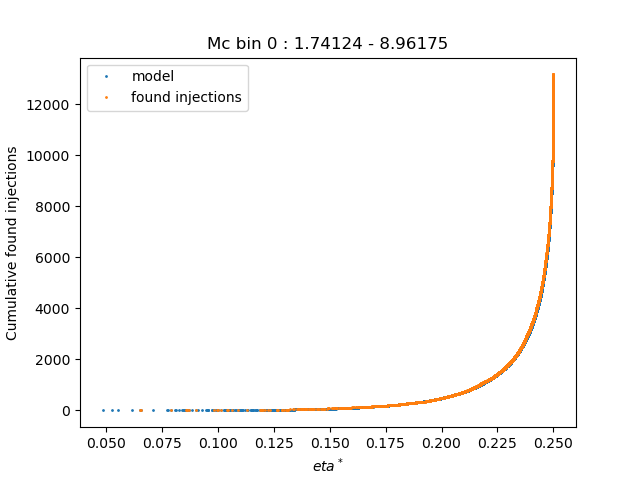 Mc bin 0 : 1.74124 - 8.96175
model
found injections
Cumulative found injections
12000
10000
8000
6000
4000
2000
0
0.050 0.075 0.100 0.125 0.150 0.175 0.200 0.225 0.250
eta*